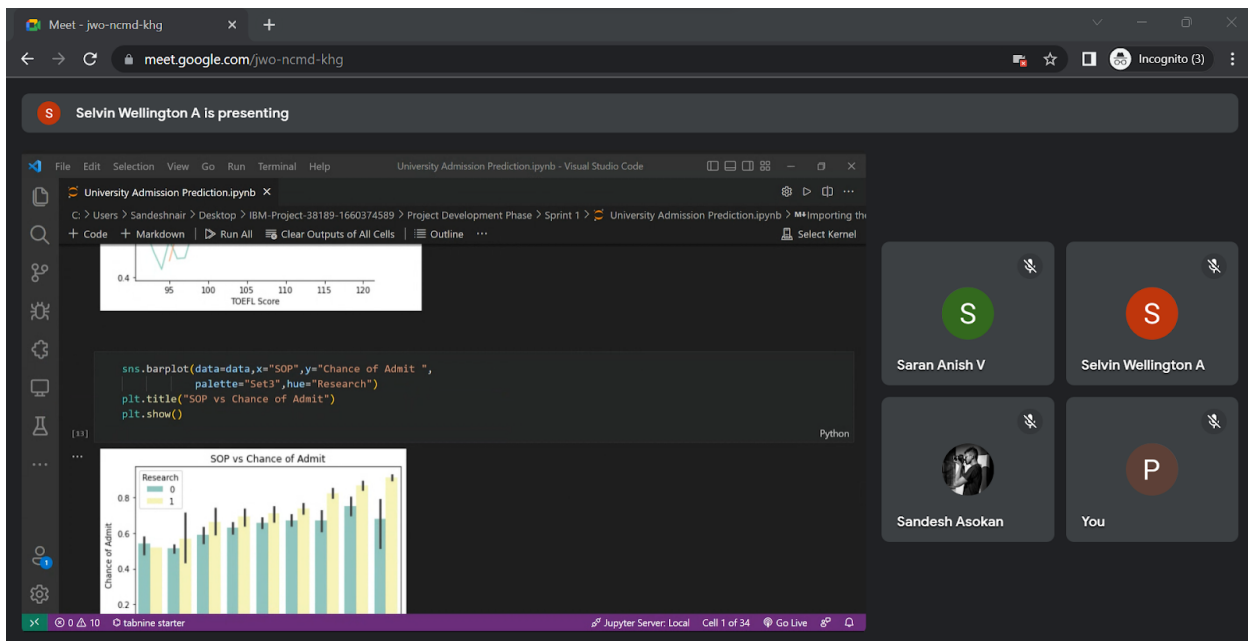 Meet - jwo-ncmd-khg
meet.google.com/jwo-ncmd-khg
Incognito (3)
S
Selvin Wellington A is presenting
File Edit Selection View Go Run Terminal Help
University Admission Prediction.ipynb - Visual Studio Code
University Admission Prediction.ipynb
C: > Users > Sandeshnair > Desktop > IBM-Project-38189-1660374589 > Project Development Phase > Sprint 1 > University Admission Prediction.ipynb > M↓Importing the
+ Code + Markdown | Run All Clear Outputs of All Cells | Outline ···
Select Kernel
0.4
95 100 105 110 115 120
TOEFL Score
sns.barplot(data=data,x="SOP",y="Chance of Admit ",
palette="Set3",hue="Research")
plt.title("SOP vs Chance of Admit")
plt.show()
[13]
Python
SOP vs Chance of Admit
Research
0
1
0.8
0.6
0.4
0.2
Chance of Admit
1
0 10 tabnine starter
Jupyter Server: Local Cell 1 of 34 Go Live
S
Saran Anish V
S
Selvin Wellington A
Sandesh Asokan
P
You